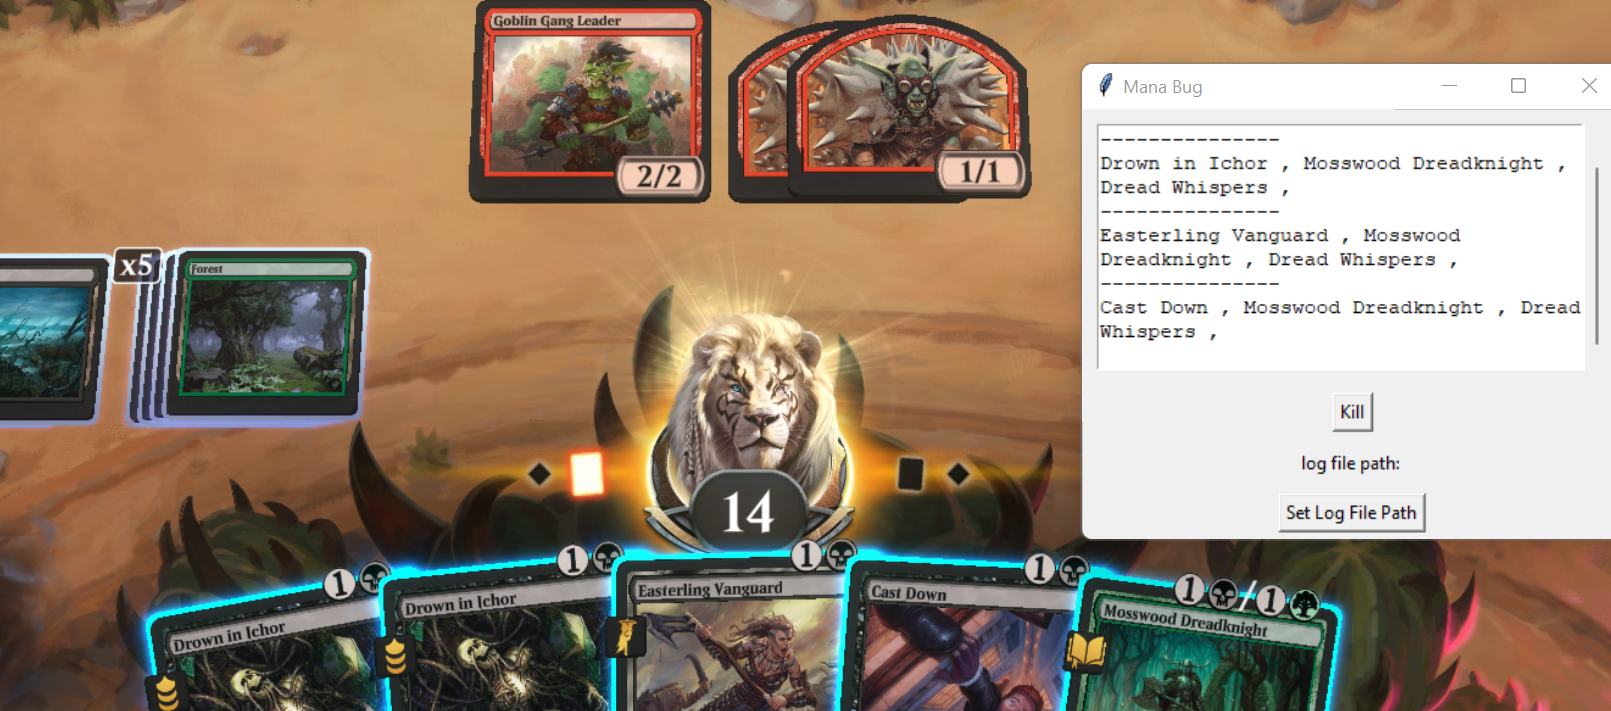 Goblin Gang Leader
2/2
1/1
x5
Forest
14
Mana Bug
---------------
Drown in Ichor , Mosswood Dreadknight ,
Dread Whispers ,
---------------
Easterling Vanguard , Mosswood
Dreadknight , Dread Whispers ,
---------------
Cast Down , Mosswood Dreadknight , Dread
Whispers ,
Kill
log file path:
Set Log File Path
1
Drown in Ichor
1
Drown in Ichor
1
Easterling Vanguard
1
Cast Down
1 / 1
Mosswood Dreadknight